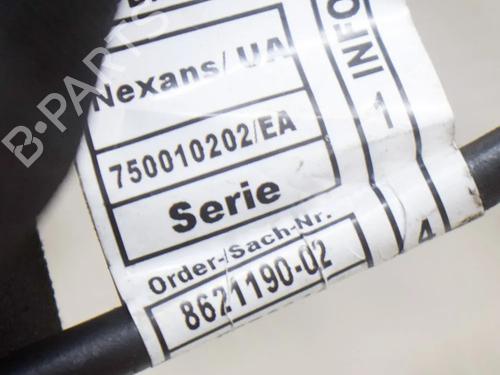 Nexans/ UA
750010202/EA
Serie
Order-/Sach-Nr.
8621190-02
INFO
1
4
B-PARTS